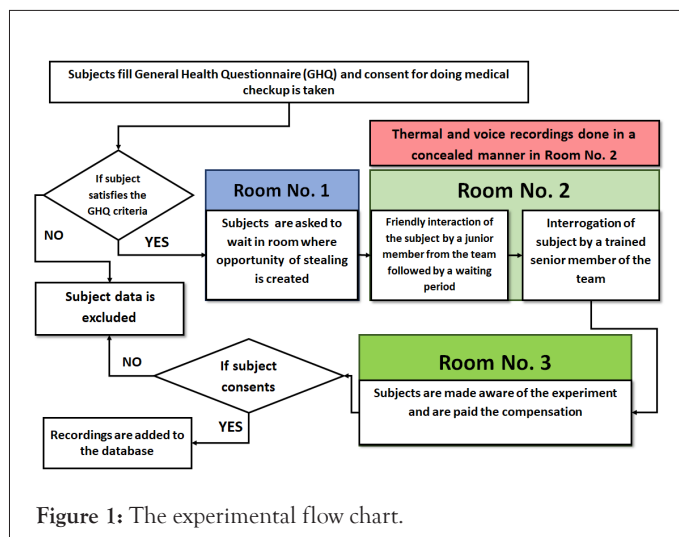 Subjects fill General Health Questionnaire (GHQ) and consent for doing medical
checkup is taken
Thermal and voice recordings done in a
concealed manner in Room No. 2
If subject
satisfies the
GHQ criteria
NO
YES
Room No. 1
Subjects are asked to
wait in room where
opportunity of stealing
is created
Room No. 2
Friendly interaction of
the subject by a junior
member from the team
followed by a waiting
period
Interrogation of
subject by a trained
senior member of the
team
Subject data is
excluded
Room No. 3
Subjects are made aware of the experiment
and are paid the compensation
If subject
consents
NO
YES
Recordings are added to
the database
Figure 1: The experimental flow chart.